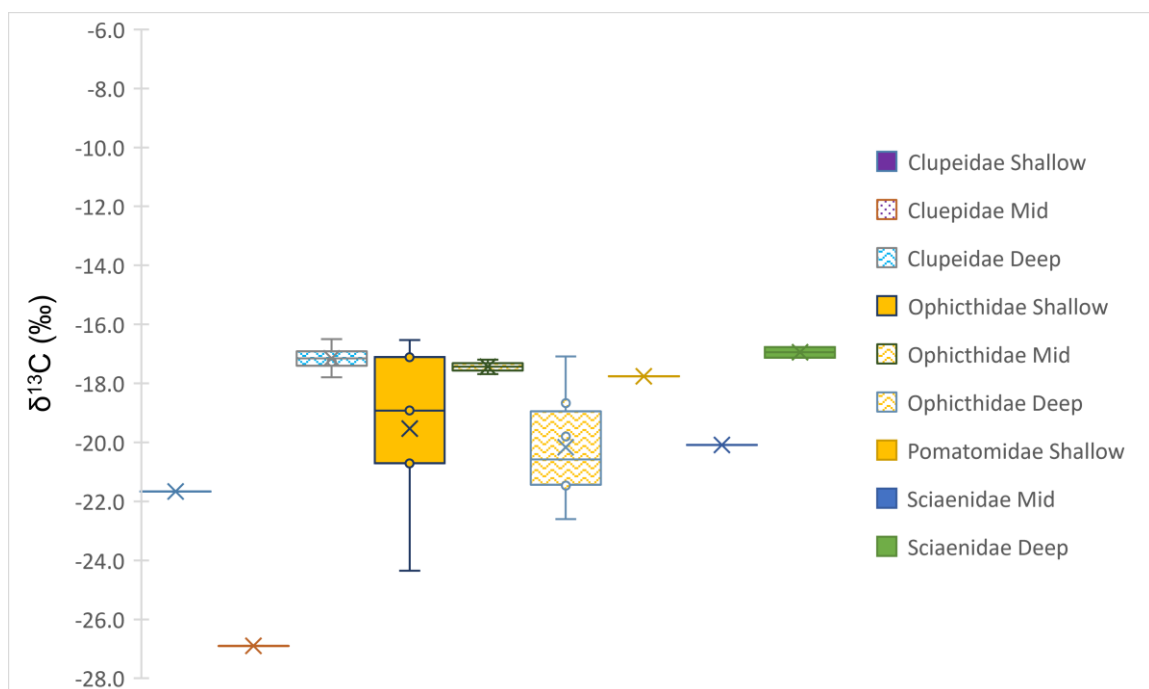 -6.0
-8.0
-10.0
-12.0
-14.0
-16.0
-18.0
-20.0
-22.0
-24.0
-26.0
-28.0
δ¹³C (‰)
Clupeidae Shallow
Cluepidae Mid
Clupeidae Deep
Ophicthidae Shallow
Ophicthidae Mid
Ophicthidae Deep
Pomatomidae Shallow
Sciaenidae Mid
Sciaenidae Deep